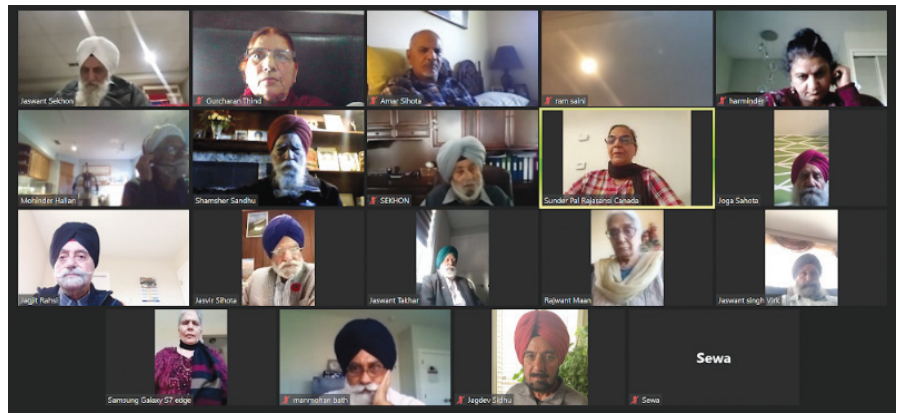 Jaswant Sekhon
Gurcharan Thind
Amar Sihota
ram saini
harminder
Mohinder Hallan
Shamsher Sandhu
SEKHON
Sunder Pal Rajasansi Canada
Joga Sahota
Jagjit Rahsi
Jasvir Sihota
Jaswant Takhar
Rajwant Maan
Jaswant singh Virk
Samsung Galaxy S7 edge
manmohan bath
Jagdev Sidhu
Sewa
Sewa